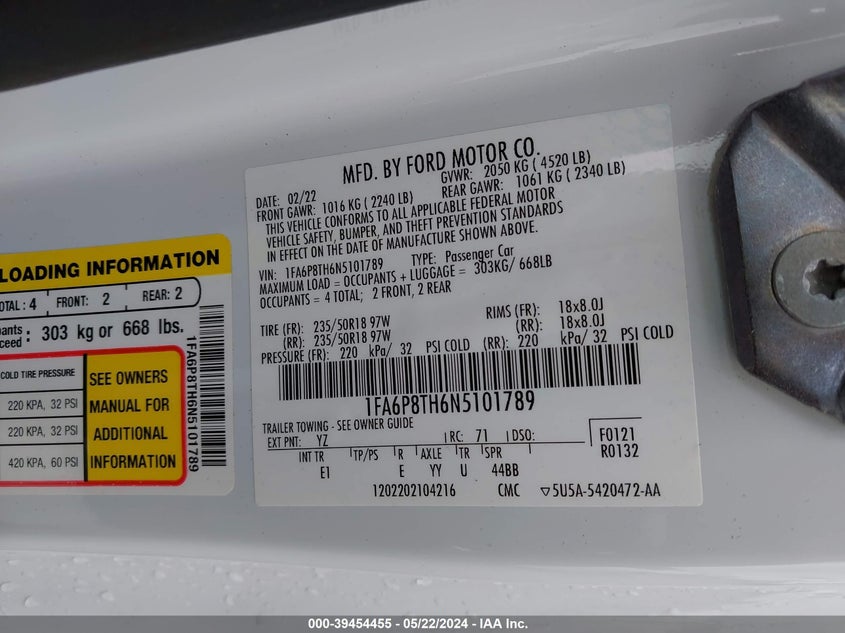 LOADING INFORMATION
TOTAL: 4 FRONT: 2 REAR: 2
303 kg or 668 lbs.
COLD TIRE PRESSURE
220 KPA, 32 PSI
220 KPA, 32 PSI
420 KPA, 60 PSI
SEE OWNERS
MANUAL FOR
ADDITIONAL
INFORMATION
1FA6P8TH6N5101789
MFD. BY FORD MOTOR CO.
DATE: 02/22 GVWR: 2050 KG ( 4520 LB)
FRONT GAWR: 1016 KG ( 2240 LB) REAR GAWR: 1061 KG ( 2340 LB)
THIS VEHICLE CONFORMS TO ALL APPLICABLE FEDERAL MOTOR
VEHICLE SAFETY, BUMPER, AND THEFT PREVENTION STANDARDS
IN EFFECT ON THE DATE OF MANUFACTURE SHOWN ABOVE.
VIN: 1FA6P8TH6N5101789 TYPE: Passenger Car
MAXIMUM LOAD = OCCUPANTS + LUGGAGE = 303KG/ 668LB
OCCUPANTS = 4 TOTAL; 2 FRONT, 2 REAR
TIRE (FR): 235/50R18 97W RIMS (FR): 18x8.0J
(RR): 235/50R18 97W (RR): 18x8.0J
PRESSURE (FR): 220 kPa/ 32 PSI COLD (RR): 220 kPa/ 32 PSI COLD
1FA6P8TH6N5101789
TRAILER TOWING - SEE OWNER GUIDE
EXT PNT: YZ RC: 71 DSO: F0121
R0132
INT TR TP/PS R AXLE TR SPR
E1 E YY U 44BB
1202202104216 CMC ▽5U5A-5420472-AA
000-39454455 - 05/22/2024 - IAA Inc.